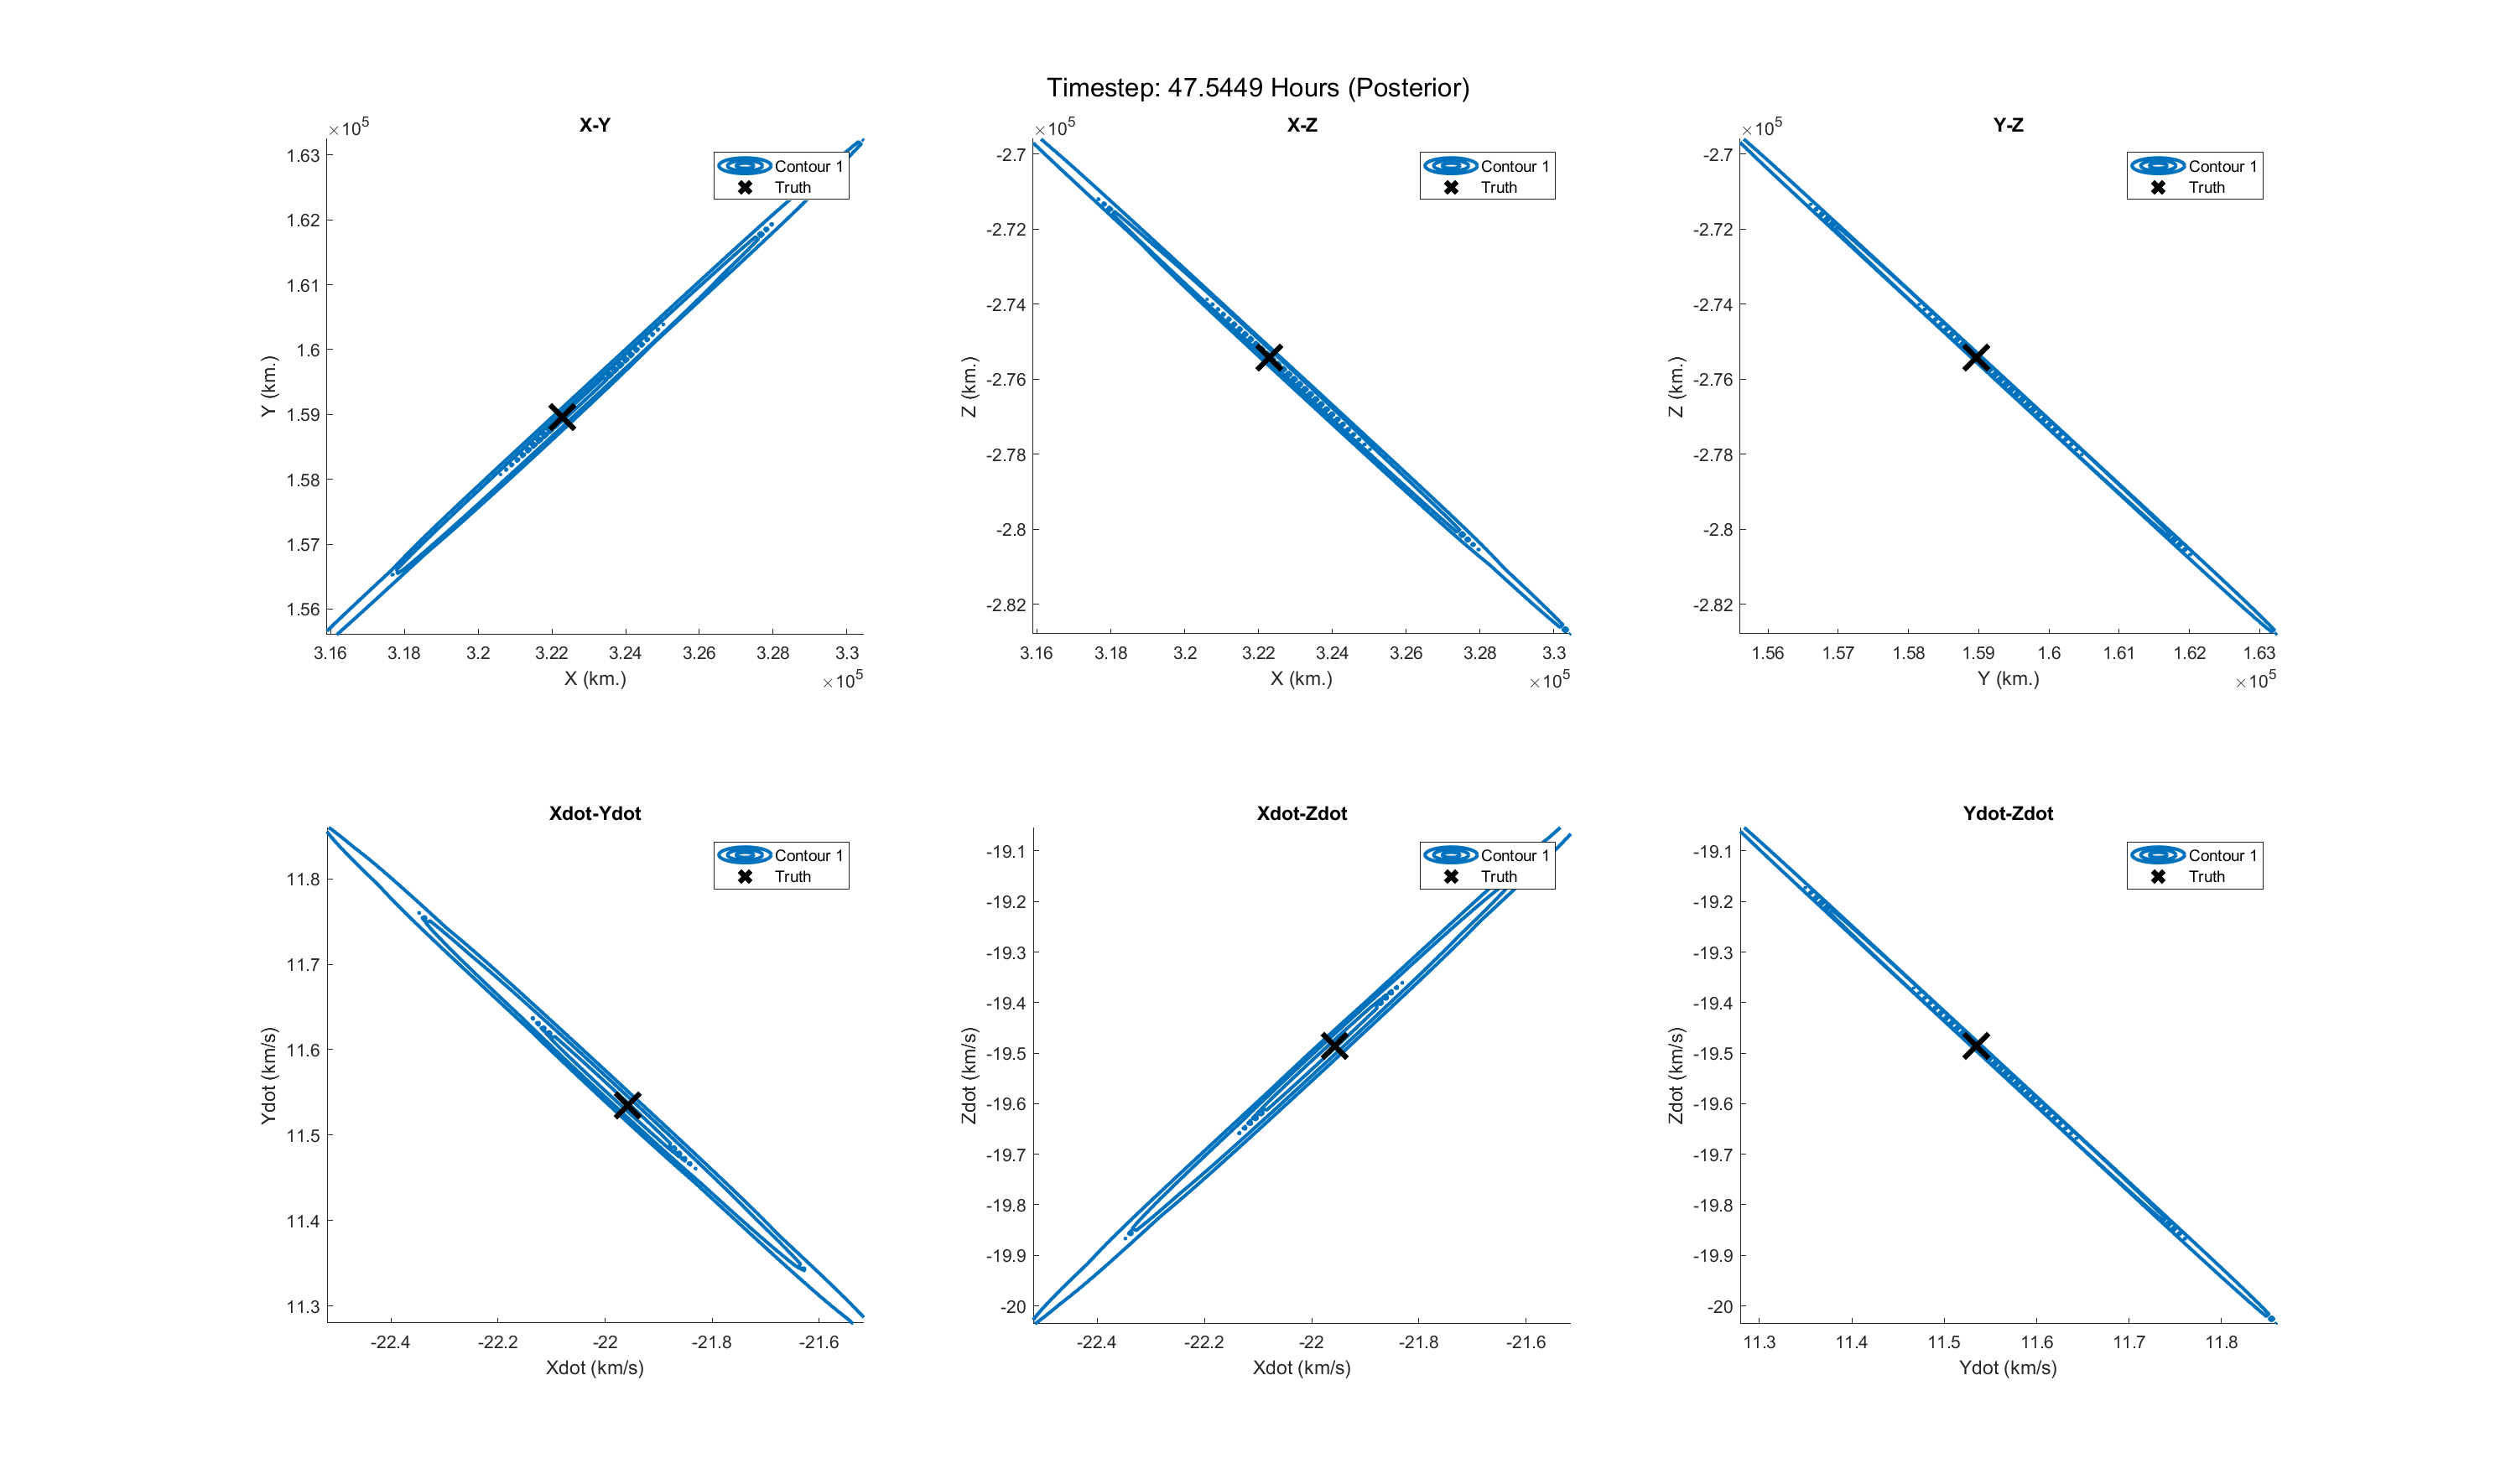 Timestep: 47.5449 Hours (Posterior)
X-Y
×10^5
1.63
1.62
1.61
1.6
1.59
1.58
1.57
1.56
Y (km.)
3.16 3.18 3.2 3.22 3.24 3.26 3.28 3.3
X (km.)
×10^5
Contour 1
Truth
X-Z
×10^5
-2.7
-2.72
-2.74
-2.76
-2.78
-2.8
-2.82
Z (km.)
3.16 3.18 3.2 3.22 3.24 3.26 3.28 3.3
X (km.)
×10^5
Contour 1
Truth
Y-Z
×10^5
-2.7
-2.72
-2.74
-2.76
-2.78
-2.8
-2.82
Z (km.)
1.56 1.57 1.58 1.59 1.6 1.61 1.62 1.63
Y (km.)
×10^5
Contour 1
Truth
Xdot-Ydot
11.8
11.7
11.6
11.5
11.4
11.3
Ydot (km/s)
-22.4 -22.2 -22 -21.8 -21.6
Xdot (km/s)
Contour 1
Truth
Xdot-Zdot
-19.1
-19.2
-19.3
-19.4
-19.5
-19.6
-19.7
-19.8
-19.9
-20
Zdot (km/s)
-22.4 -22.2 -22 -21.8 -21.6
Xdot (km/s)
Contour 1
Truth
Ydot-Zdot
-19.1
-19.2
-19.3
-19.4
-19.5
-19.6
-19.7
-19.8
-19.9
-20
Zdot (km/s)
11.3 11.4 11.5 11.6 11.7 11.8
Ydot (km/s)
Contour 1
Truth